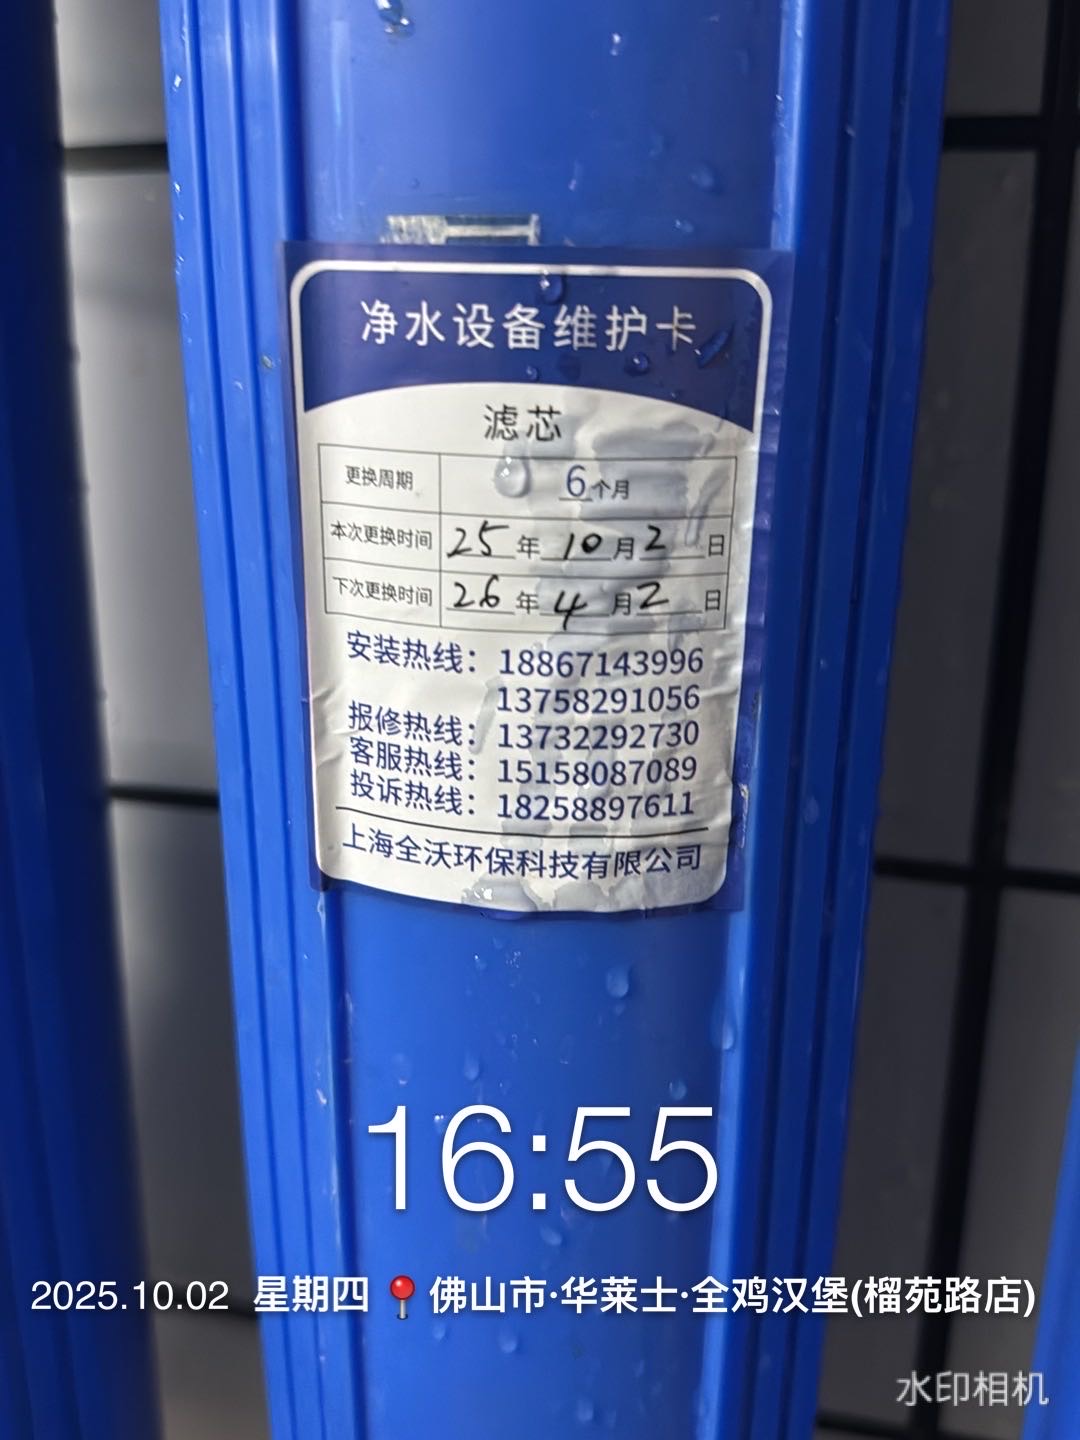 净水设备维护卡
滤芯
更换周期 6个月
本次更换时间 25年10月2日
下次更换时间 26年4月2日
安装热线：18867143996
13758291056
报修热线：13732292730
客服热线：15158087089
投诉热线：18258897611
上海全沃环保科技有限公司
16:55
2025.10.02 星期四 📍佛山市·华莱士·全鸡汉堡(榴苑路店)
水印相机